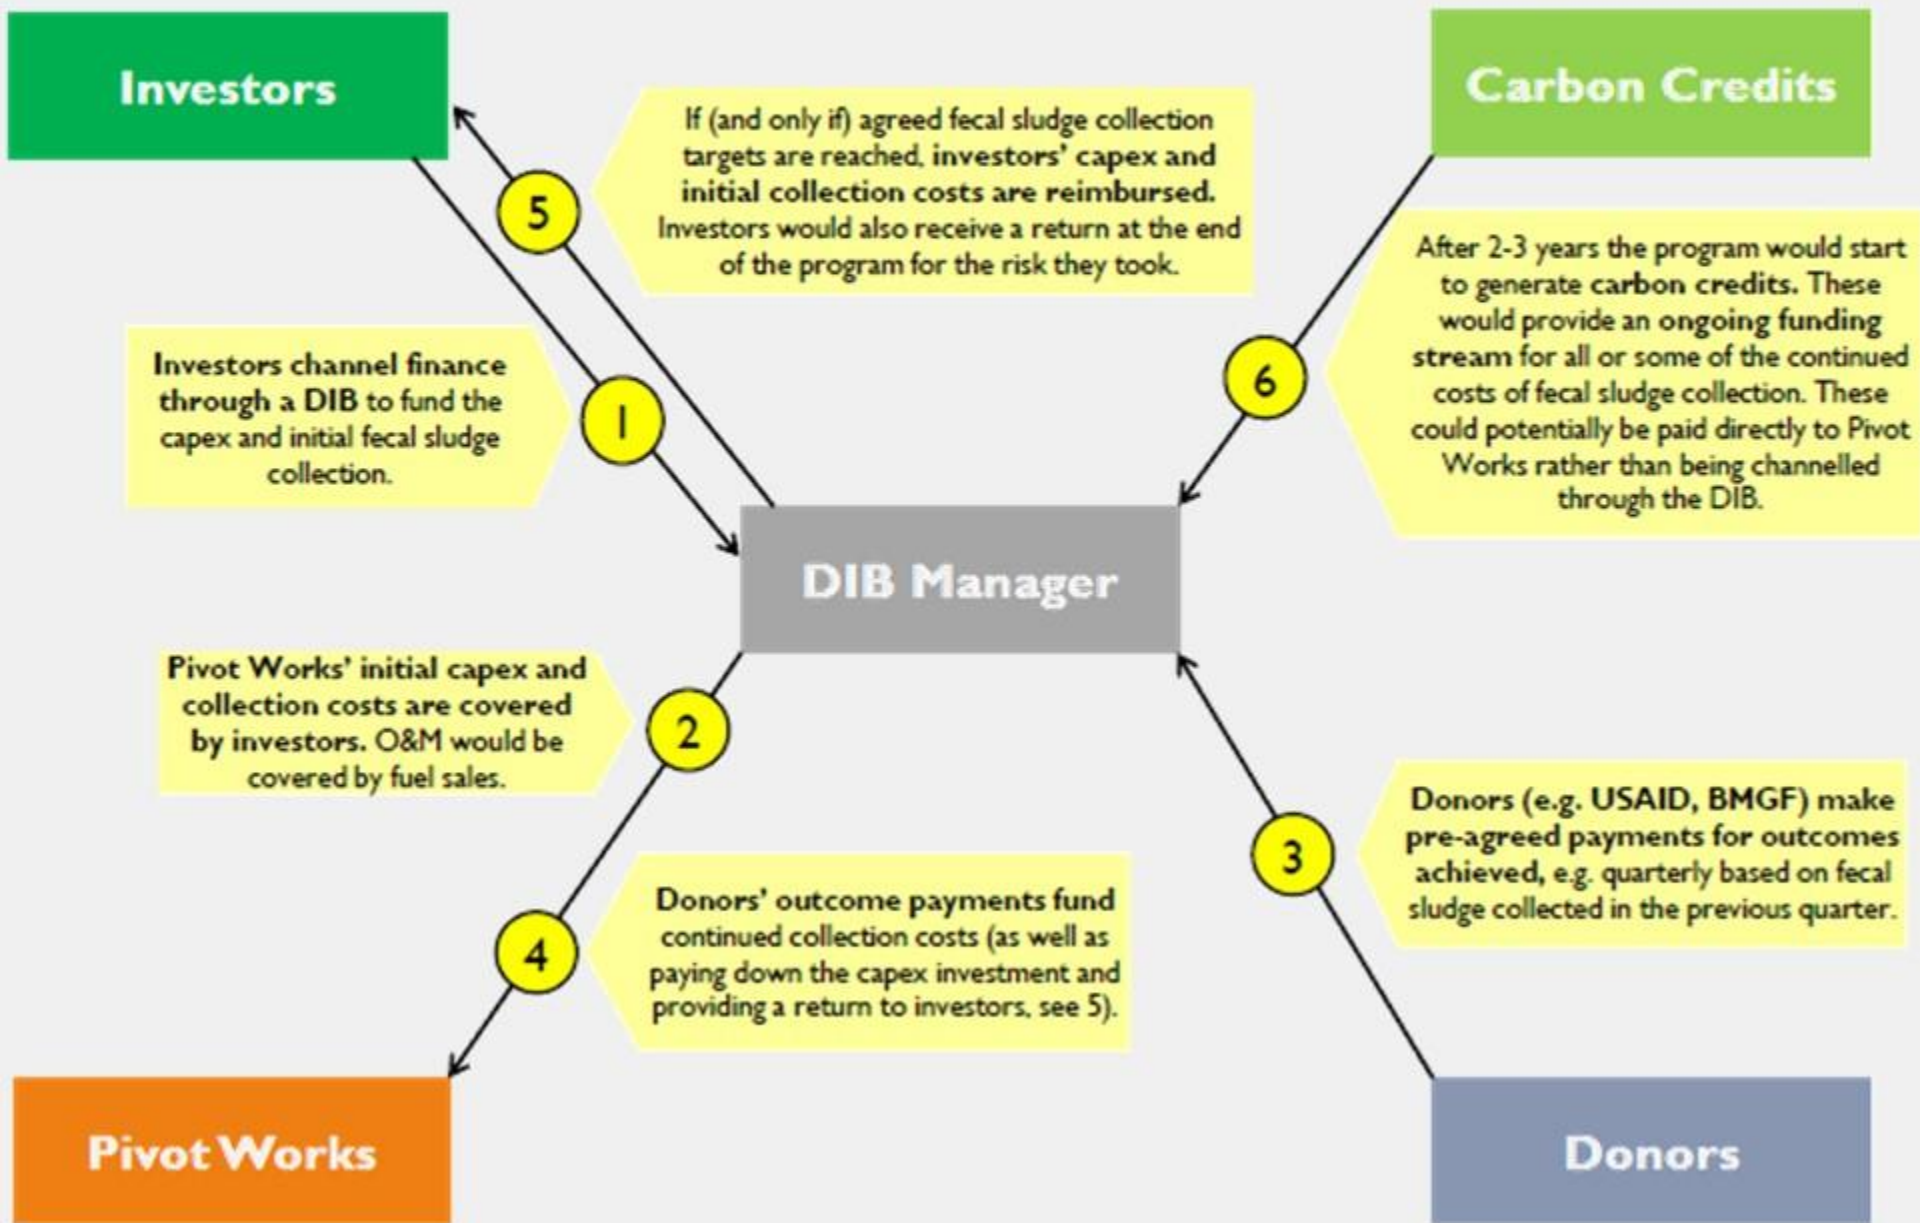 Investors
Carbon Credits
If (and only if) agreed fecal sludge collection
targets are reached, investors' capex and
initial collection costs are reimbursed.
Investors would also receive a return at the end
of the program for the risk they took.
5
After 2-3 years the program would start
to generate carbon credits. These
would provide an ongoing funding
stream for all or some of the continued
costs of fecal sludge collection. These
could potentially be paid directly to Pivot
Works rather than being channelled
through the DIB.
6
Investors channel finance
through a DIB to fund the
capex and initial fecal sludge
collection.
1
DIB Manager
Pivot Works' initial capex and
collection costs are covered
by investors. O&M would be
covered by fuel sales.
2
Donors (e.g. USAID, BMGF) make
pre-agreed payments for outcomes
achieved, e.g. quarterly based on fecal
sludge collected in the previous quarter.
3
Donors' outcome payments fund
continued collection costs (as well as
paying down the capex investment and
providing a return to investors, see 5).
4
Pivot Works
Donors